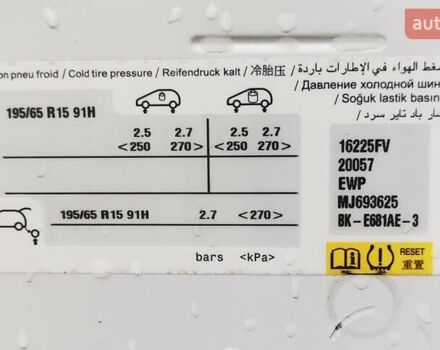 auto
ضغط الهواء في الإطارات باردة /
on pneu froid / Cold tire pressure / Reifendruck kalt / 冷胎压 /
/ Давление холодной шин
/ Soğuk lastik basın
باد تایر سرد /
195/65 R15 91H
2.5 2.7 2.5 2.7
<250 270> <250 270>
195/65 R15 91H 2.7 <270>
bars <kPa>
16225FV
20057
EWP
MJ693625
BK-E681AE-3
RESET
重置